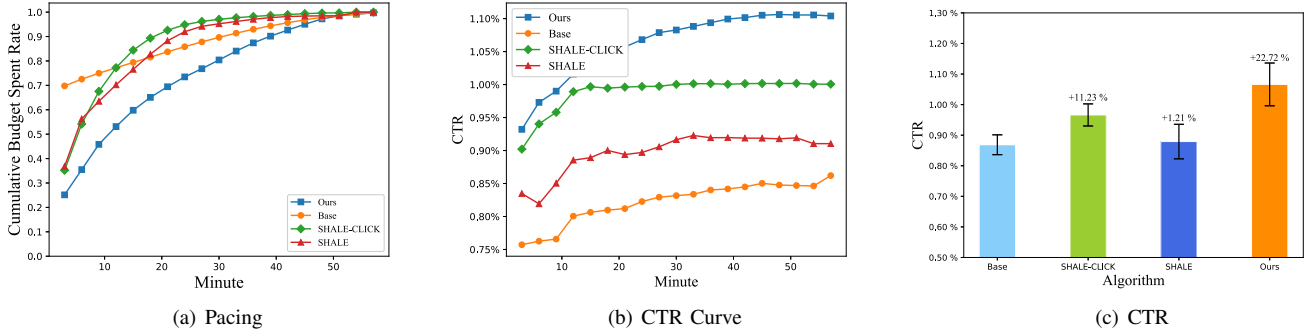 1.0
0.9
0.8
0.7
0.6
0.5
0.4
0.3
0.2
0.1
0.0
Cumulative Budget Spent Rate
Ours
Base
SHALE-CLICK
SHALE
10 20 30 40 50
Minute
(a) Pacing
1.10%
1.05%
1.00%
0.95%
0.90%
0.85%
0.80%
0.75%
CTR
Ours
Base
SHALE-CLICK
SHALE
10 20 30 40 50
Minute
(b) CTR Curve
1.30 %
1.20 %
1.10 %
1.00 %
0.90 %
0.80 %
0.70 %
0.60 %
0.50 %
CTR
+11.23 %
+1.21 %
+22.72 %
Base SHALE-CLICK SHALE Ours
Algorithm
(c) CTR